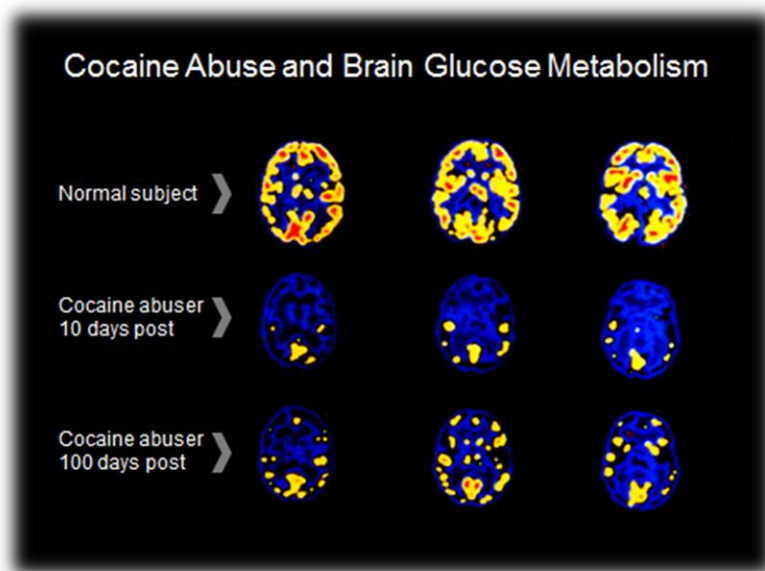 Cocaine Abuse and Brain Glucose Metabolism
Normal subject
Cocaine abuser
10 days post
Cocaine abuser
100 days post